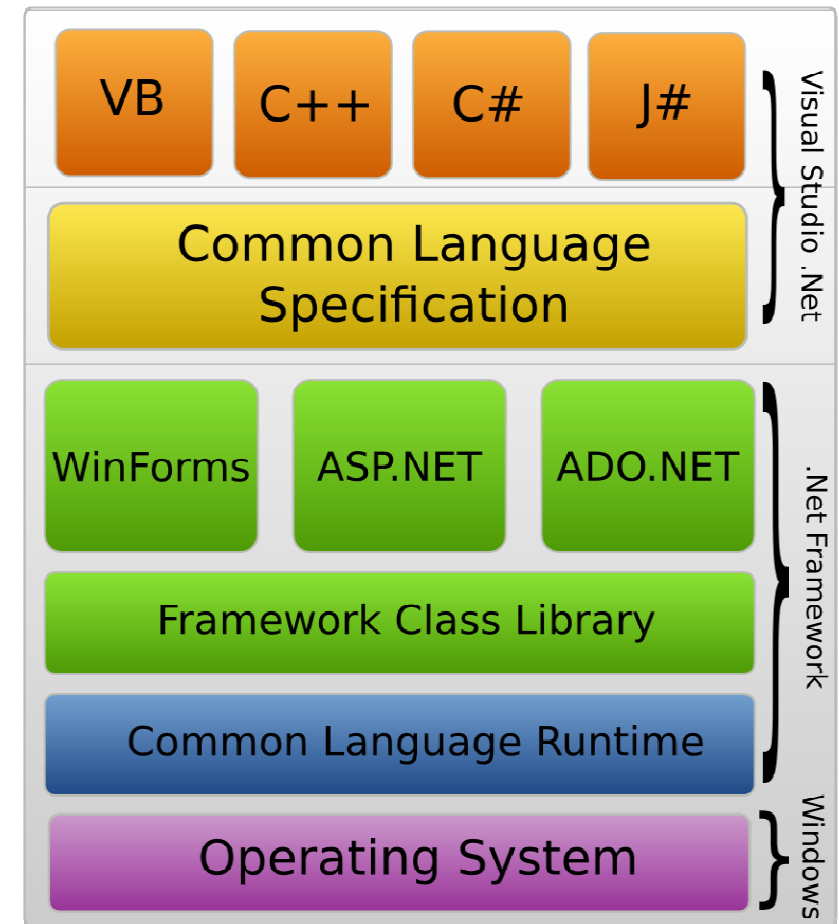 VB
C++
C#
J#
Visual Studio .Net
Common Language
Specification
WinForms
ASP.NET
ADO.NET
.Net Framework
Framework Class Library
Common Language Runtime
Operating System
Windows